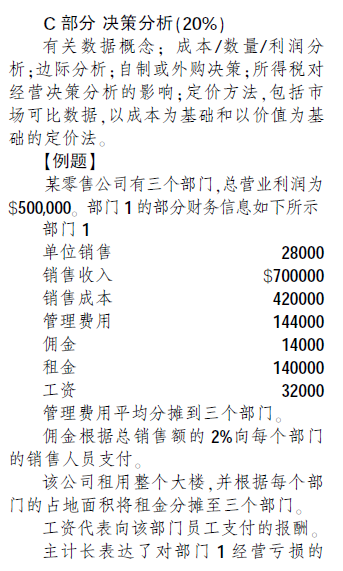 C 部分 决策分析(20%)
有关数据概念；成本/数量/利润分
析;边际分析;自制或外购决策;所得税对
经营决策分析的影响;定价方法,包括市
场可比数据,以成本为基础和以价值为基
础的定价法。
【例题】
某零售公司有三个部门,总营业利润为
$500,000。部门 1 的部分财务信息如下所示
部门 1
单位销售 28000
销售收入 $700000
销售成本 420000
管理费用 144000
佣金 14000
租金 140000
工资 32000
管理费用平均分摊到三个部门。
佣金根据总销售额的 2%向每个部门
的销售人员支付。
该公司租用整个大楼,并根据每个部
门的占地面积将租金分摊至三个部门。
工资代表向该部门员工支付的报酬。
主计长表达了对部门 1 经营亏损的